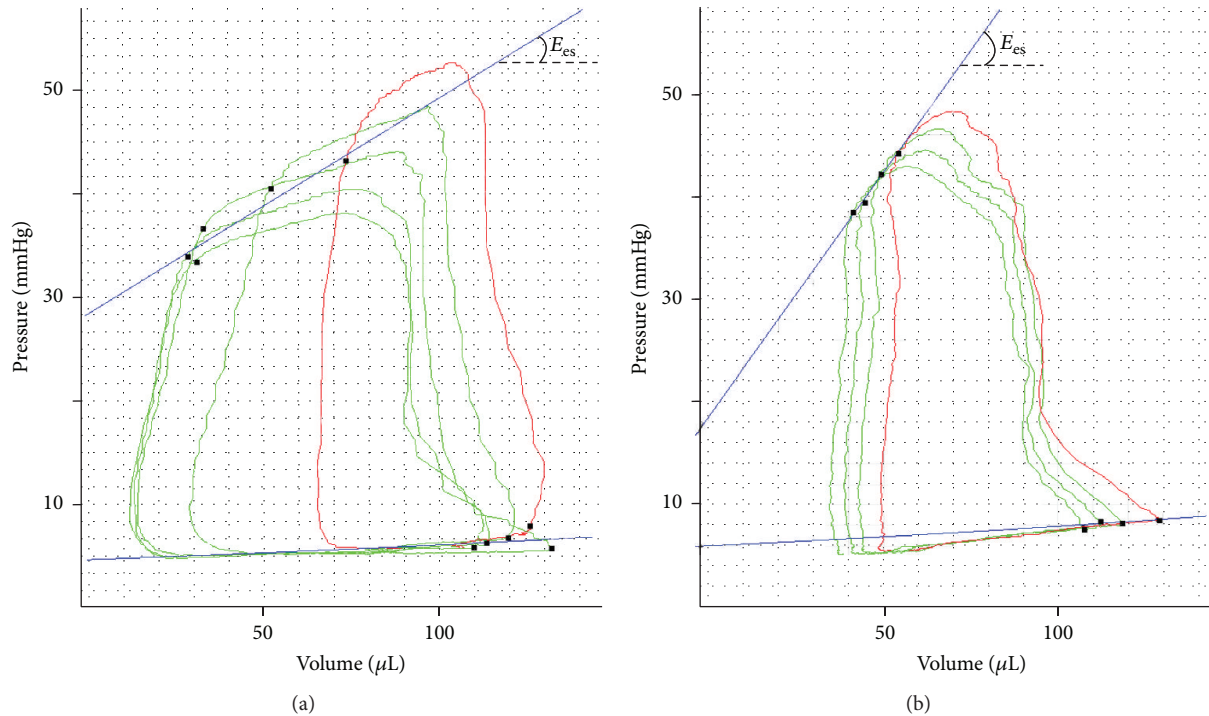 E_es
50
30
10
Pressure (mmHg)
50
100
Volume (μL)
(a)
E_es
50
30
10
Pressure (mmHg)
50
100
Volume (μL)
(b)